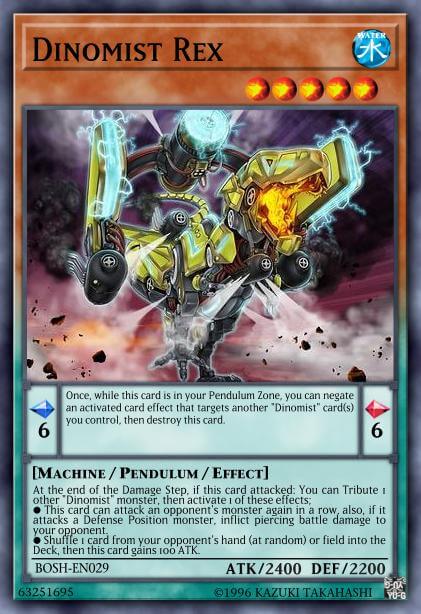 DINOMIST REX
WATER
水
Once, while this card is in your Pendulum Zone, you can negate
an activated card effect that targets another "Dinomist" card(s)
you control, then destroy this card.
6
6
[MACHINE / PENDULUM / EFFECT]
At the end of the Damage Step, if this card attacked: You can Tribute 1
other "Dinomist" monster, then activate 1 of these effects;
● This card can attack an opponent's monster again in a row, also, if it
attacks a Defense Position monster, inflict piercing battle damage to
your opponent.
● Shuffle 1 card from your opponent's hand (at random) or field into the
Deck, then this card gains 100 ATK.
BOSH-EN029
ATK/2400 DEF/2200
63251695
©1996 KAZUKI TAKAHASHI